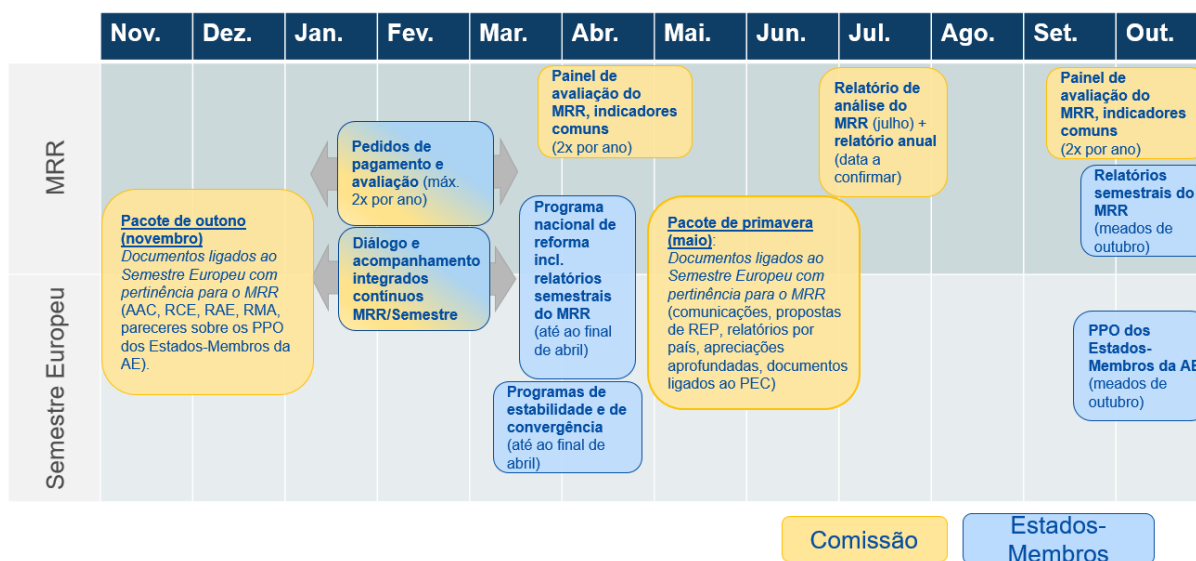 Nov. Dez. Jan. Fev. Mar. Abr. Mai. Jun. Jul. Ago. Set. Out.
MRR
Semestre Europeu
Pacote de outono
(novembro)
Documentos ligados ao
Semestre Europeu com
pertinência para o MRR
(AAC, RCE, RAE, RMA,
pareceres sobre os PPO
dos Estados-Membros da
AE).
Pedidos de
pagamento e
avaliação (máx.
2x por ano)
Diálogo e
acompanhamento
integrados
contínuos
MRR/Semestre
Painel de
avaliação do
MRR, indicadores
comuns
(2x por ano)
Programa
nacional de
reforma
incl.
relatórios
semestrais
do MRR
(até ao final
de abril)
Programas de
estabilidade e de
convergência
(até ao final de
abril)
Pacote de primavera
(maio):
Documentos ligados ao
Semestre Europeu com
pertinência para o MRR
(comunicações, propostas
de REP, relatórios por
país, apreciações
aprofundadas, documentos
ligados ao PEC)
Relatório de
análise do
MRR (julho) +
relatório anual
(data a
confirmar)
Painel de
avaliação do
MRR, indicadores
comuns
(2x por ano)
Relatórios
semestrais do
MRR
(meados de
outubro)
PPO dos
Estados-
Membros da AE
(meados de
outubro)
Comissão
Estados-
Membros